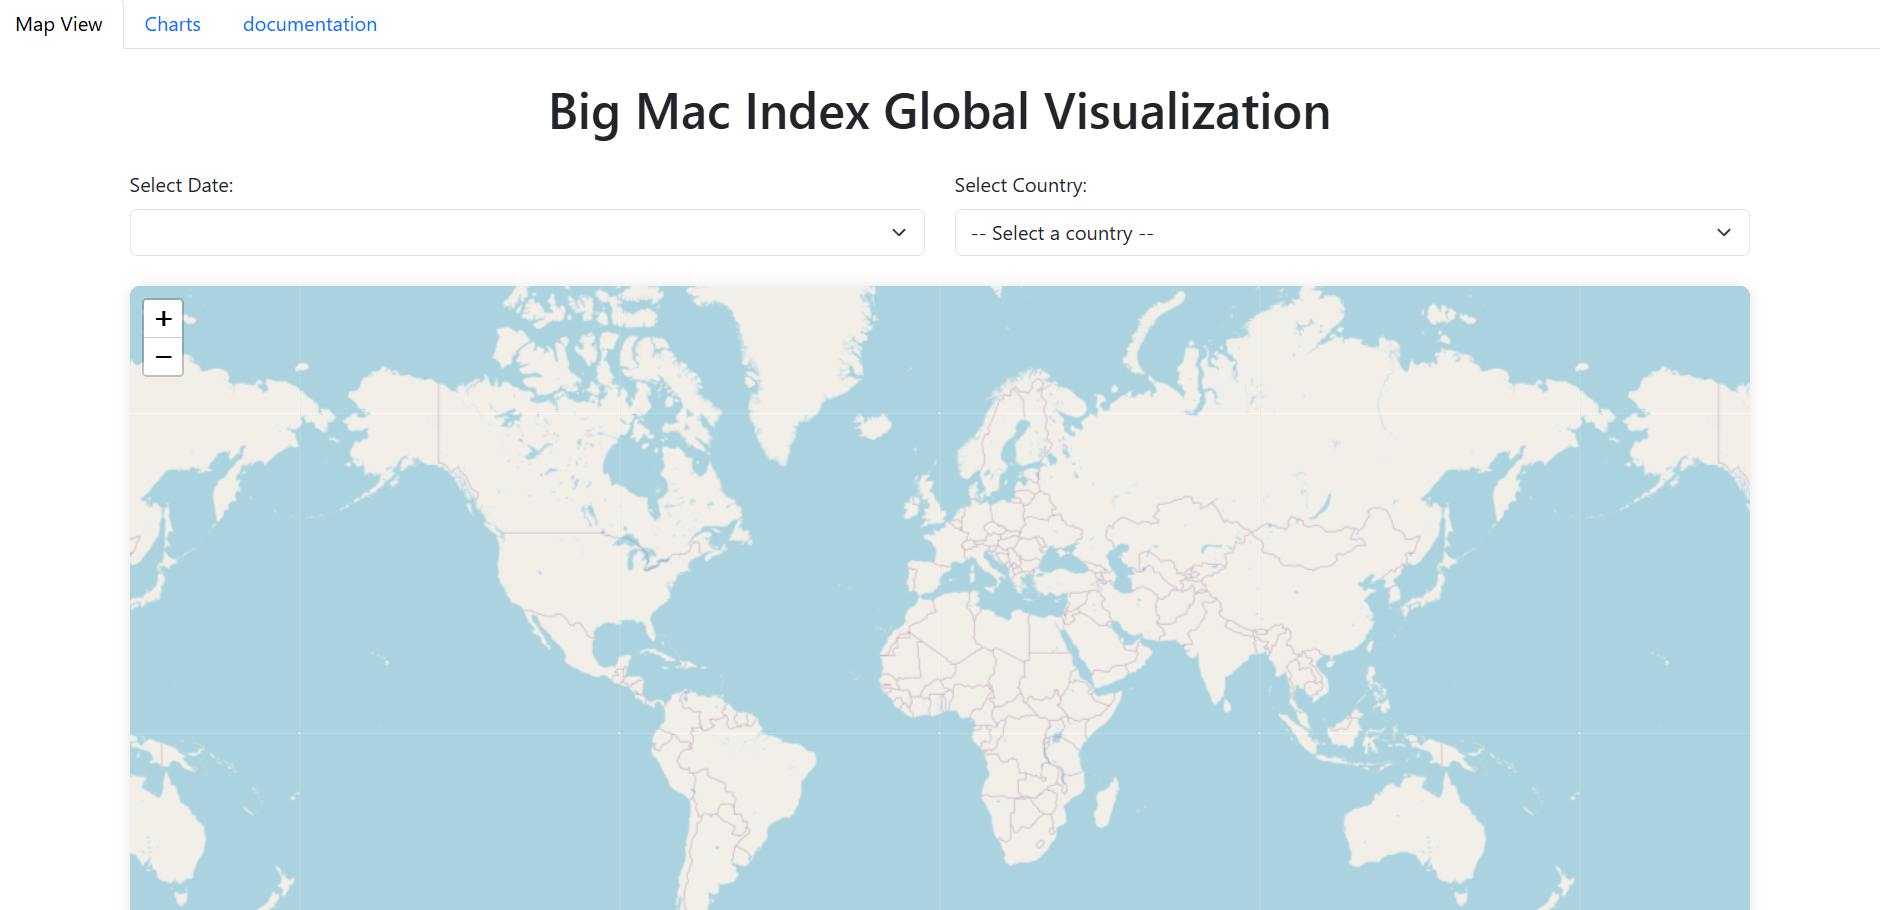 Map View Charts documentation
Big Mac Index Global Visualization
Select Date: Select Country:
-- Select a country --
+
−